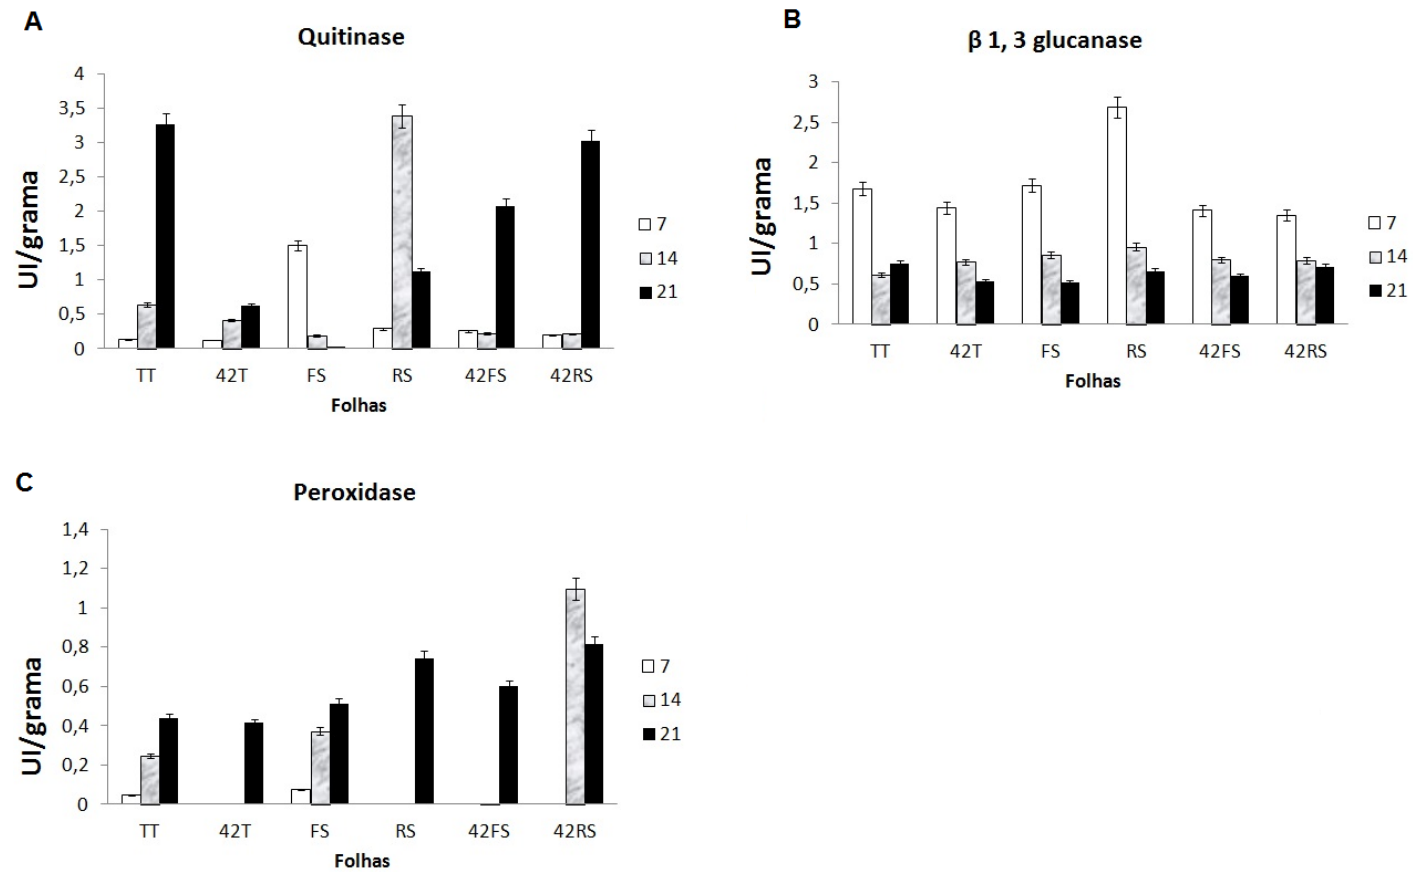 A
Quitinase
4
3,5
3
2,5
2
1,5
1
0,5
0
UI/grama
TT 42T FS RS 42FS 42RS
Folhas
7
14
21
B
β 1, 3 glucanase
3
2,5
2
1,5
1
0,5
0
UI/grama
TT 42T FS RS 42FS 42RS
Folhas
7
14
21
C
Peroxidase
1,4
1,2
1
0,8
0,6
0,4
0,2
0
UI/grama
TT 42T FS RS 42FS 42RS
Folhas
7
14
21